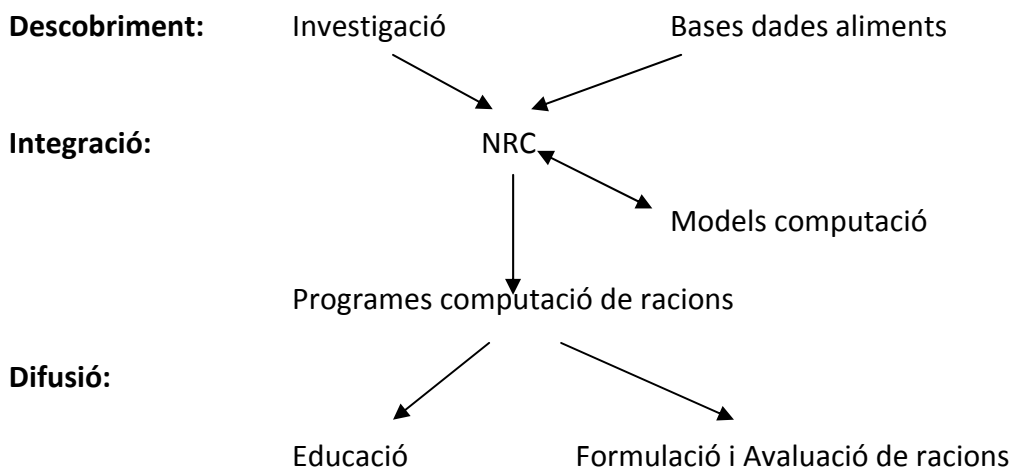 Descobriment: Investigació Bases dades aliments
Integració: NRC
Models computació
Programes computació de racions
Difusió:
Educació Formulació i Avaluació de racions